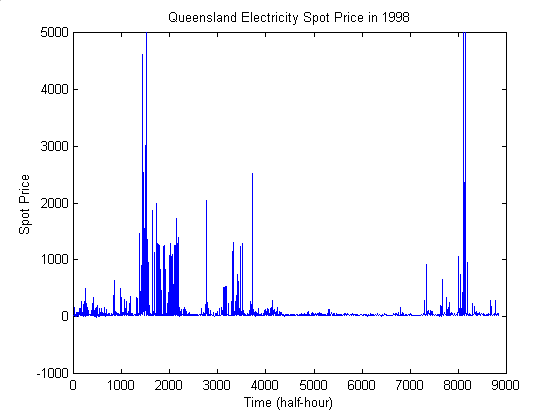 Queensland Electricity Spot Price in 1998
5000
4000
3000
2000
1000
0
-1000
Spot Price
0 1000 2000 3000 4000 5000 6000 7000 8000 9000
Time (half-hour)